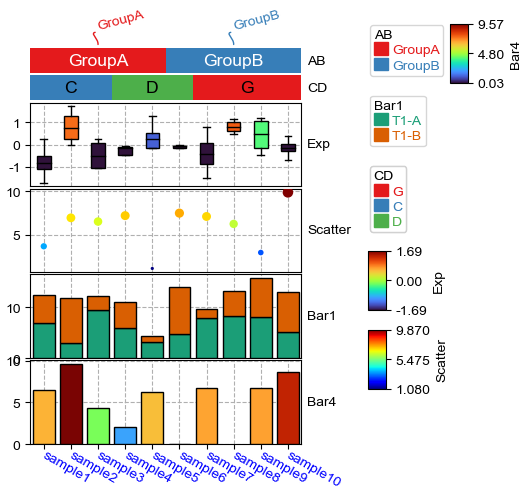 GroupA
GroupB
GroupA
GroupB
AB
C
D
G
CD
1
0
-1
Exp
10
5
Scatter
10
0
Bar1
10
5
0
Bar4
sample1
sample2
sample3
sample4
sample5
sample6
sample7
sample8
sample9
sample10
AB
GroupA
GroupB
Bar1
T1-A
T1-B
CD
G
C
D
9.57
4.80
0.03
Bar4
1.69
0.00
-1.69
Exp
9.870
5.475
1.080
Scatter